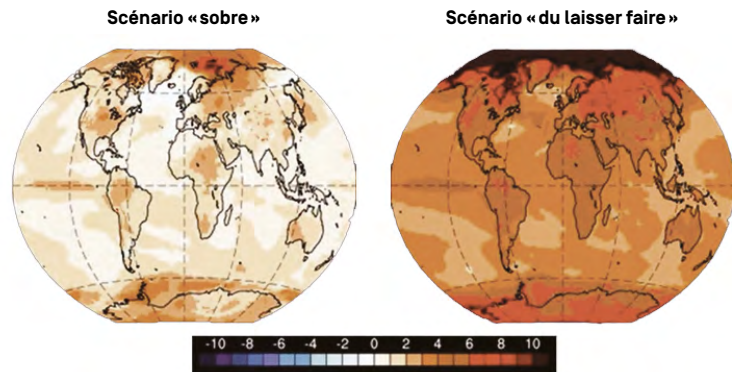 Scénario «sobre»
Scénario «du laisser faire»
-10 -8 -6 -4 -2 0 2 4 6 8 10